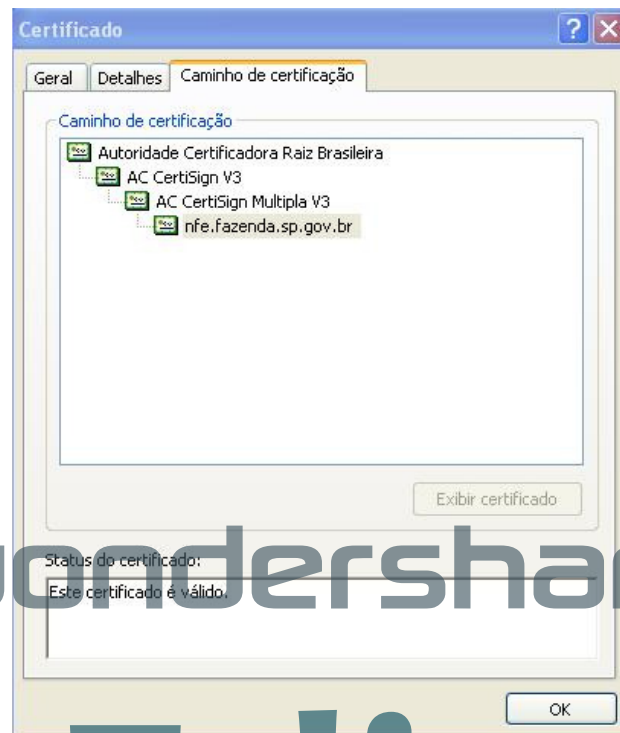 Certificado
Geral Detalhes Caminho de certificação
Caminho de certificação
Autoridade Certificadora Raiz Brasileira
AC CertiSign V3
AC CertiSign Multipla V3
nfe.fazenda.sp.gov.br
Exibir certificado
Status do certificado:
Este certificado é válido.
OK